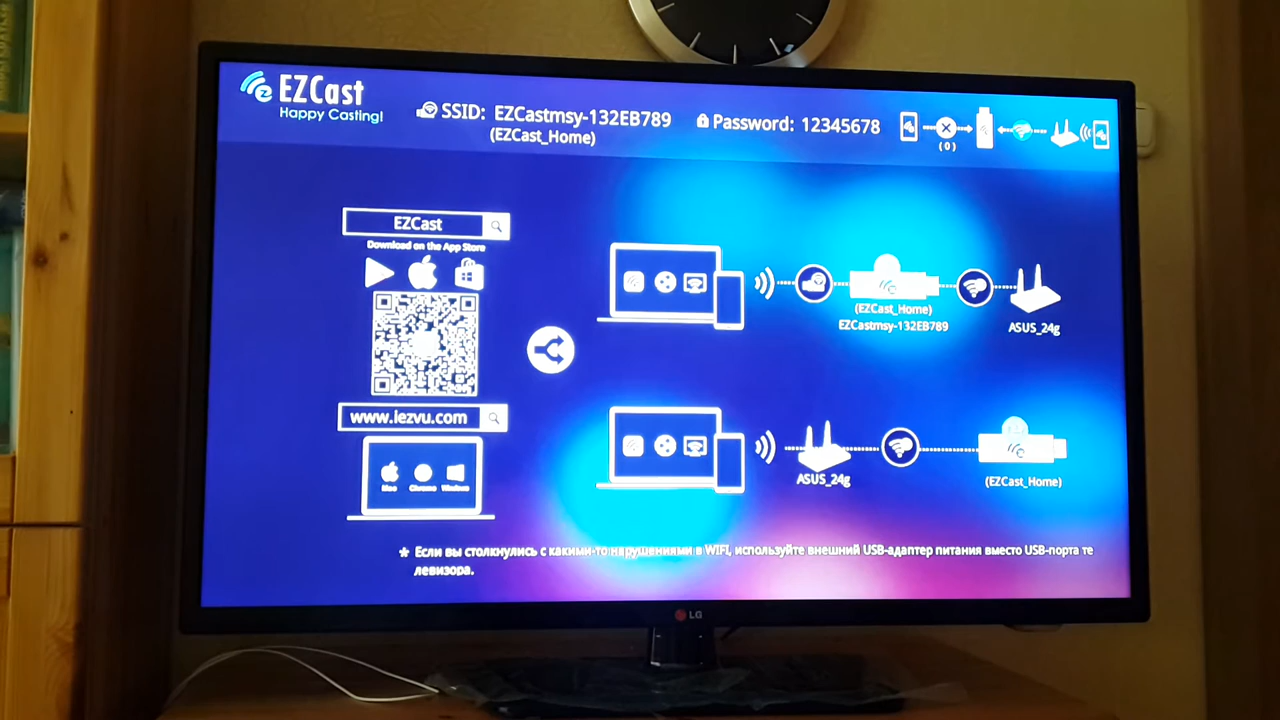 EZCast
Happy Casting!
SSID: EZCastmsy-132EB789
(EZCast_Home)
Password: 12345678
(0)
EZCast
Download on the App Store
www.iezvu.com
Mac Chrome Windows
(EZCast_Home)
EZCastmsy-132EB789
ASUS_24g
ASUS_24g
(EZCast_Home)
* Если вы столкнулись с какими-то нарушениями в WIFI, используйте внешний USB-адаптер питания вместо USB-порта те
левизора.
LG